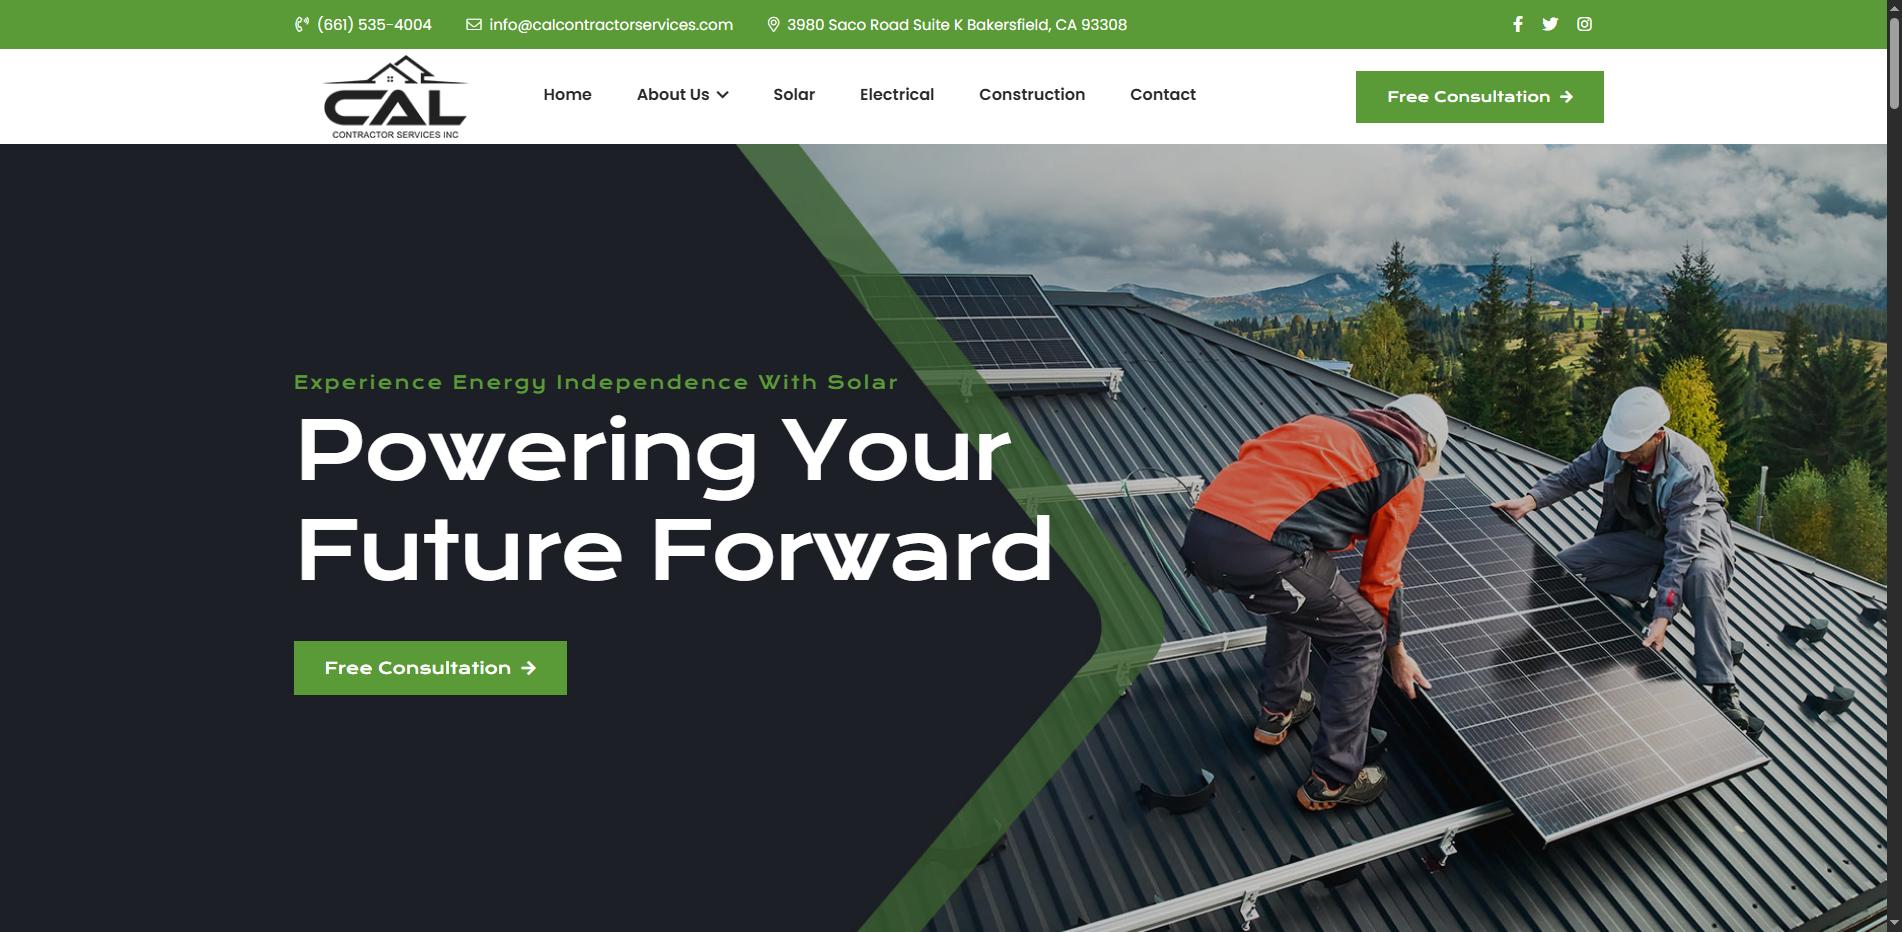 (661) 535-4004 info@calcontractorservices.com 3980 Saco Road Suite K Bakersfield, CA 93308
CAL
CONTRACTOR SERVICES INC
Home About Us Solar Electrical Construction Contact Free Consultation
Experience Energy Independence With Solar
Powering Your
Future Forward
Free Consultation